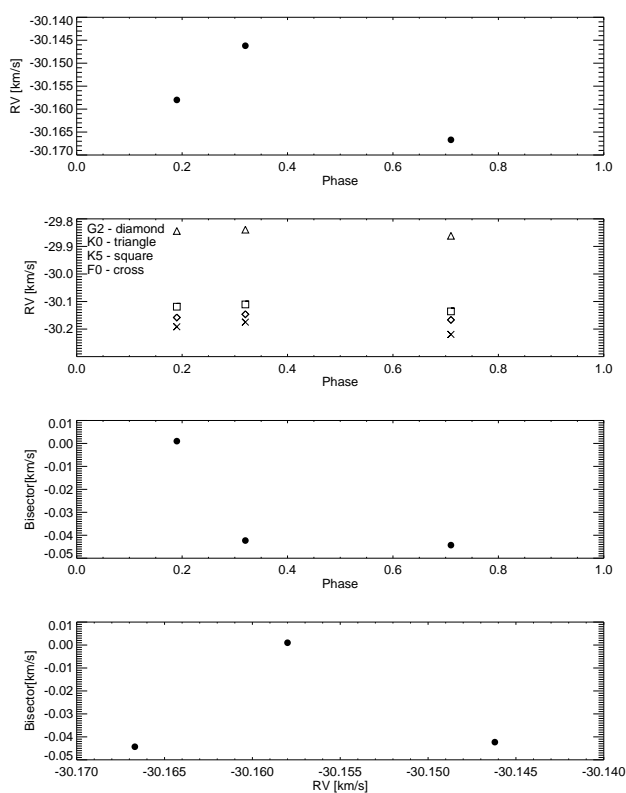 -30.140
-30.145
-30.150
-30.155
-30.160
-30.165
-30.170
RV [km/s]
0.0 0.2 0.4 0.6 0.8 1.0
Phase
-29.8
-29.9
-30.0
-30.1
-30.2
RV [km/s]
G2 - diamond
K0 - triangle
K5 - square
F0 - cross
0.0 0.2 0.4 0.6 0.8 1.0
Phase
0.01
0.00
-0.01
-0.02
-0.03
-0.04
-0.05
Bisector[km/s]
0.0 0.2 0.4 0.6 0.8 1.0
Phase
0.01
0.00
-0.01
-0.02
-0.03
-0.04
-0.05
Bisector[km/s]
-30.170 -30.165 -30.160 -30.155 -30.150 -30.145 -30.140
RV [km/s]